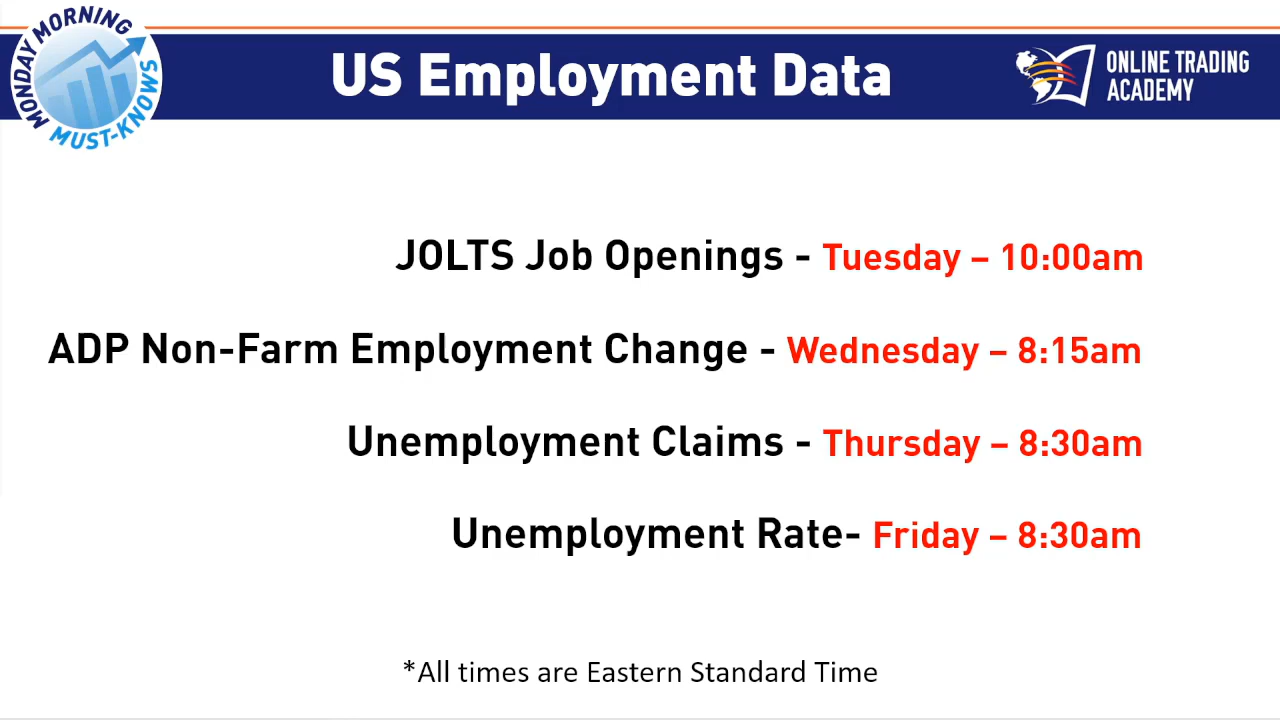 MONDAY MORNING
MUST-KNOWS
US Employment Data
ONLINE TRADING
ACADEMY
JOLTS Job Openings - Tuesday – 10:00am
ADP Non-Farm Employment Change - Wednesday – 8:15am
Unemployment Claims - Thursday – 8:30am
Unemployment Rate- Friday – 8:30am
*All times are Eastern Standard Time